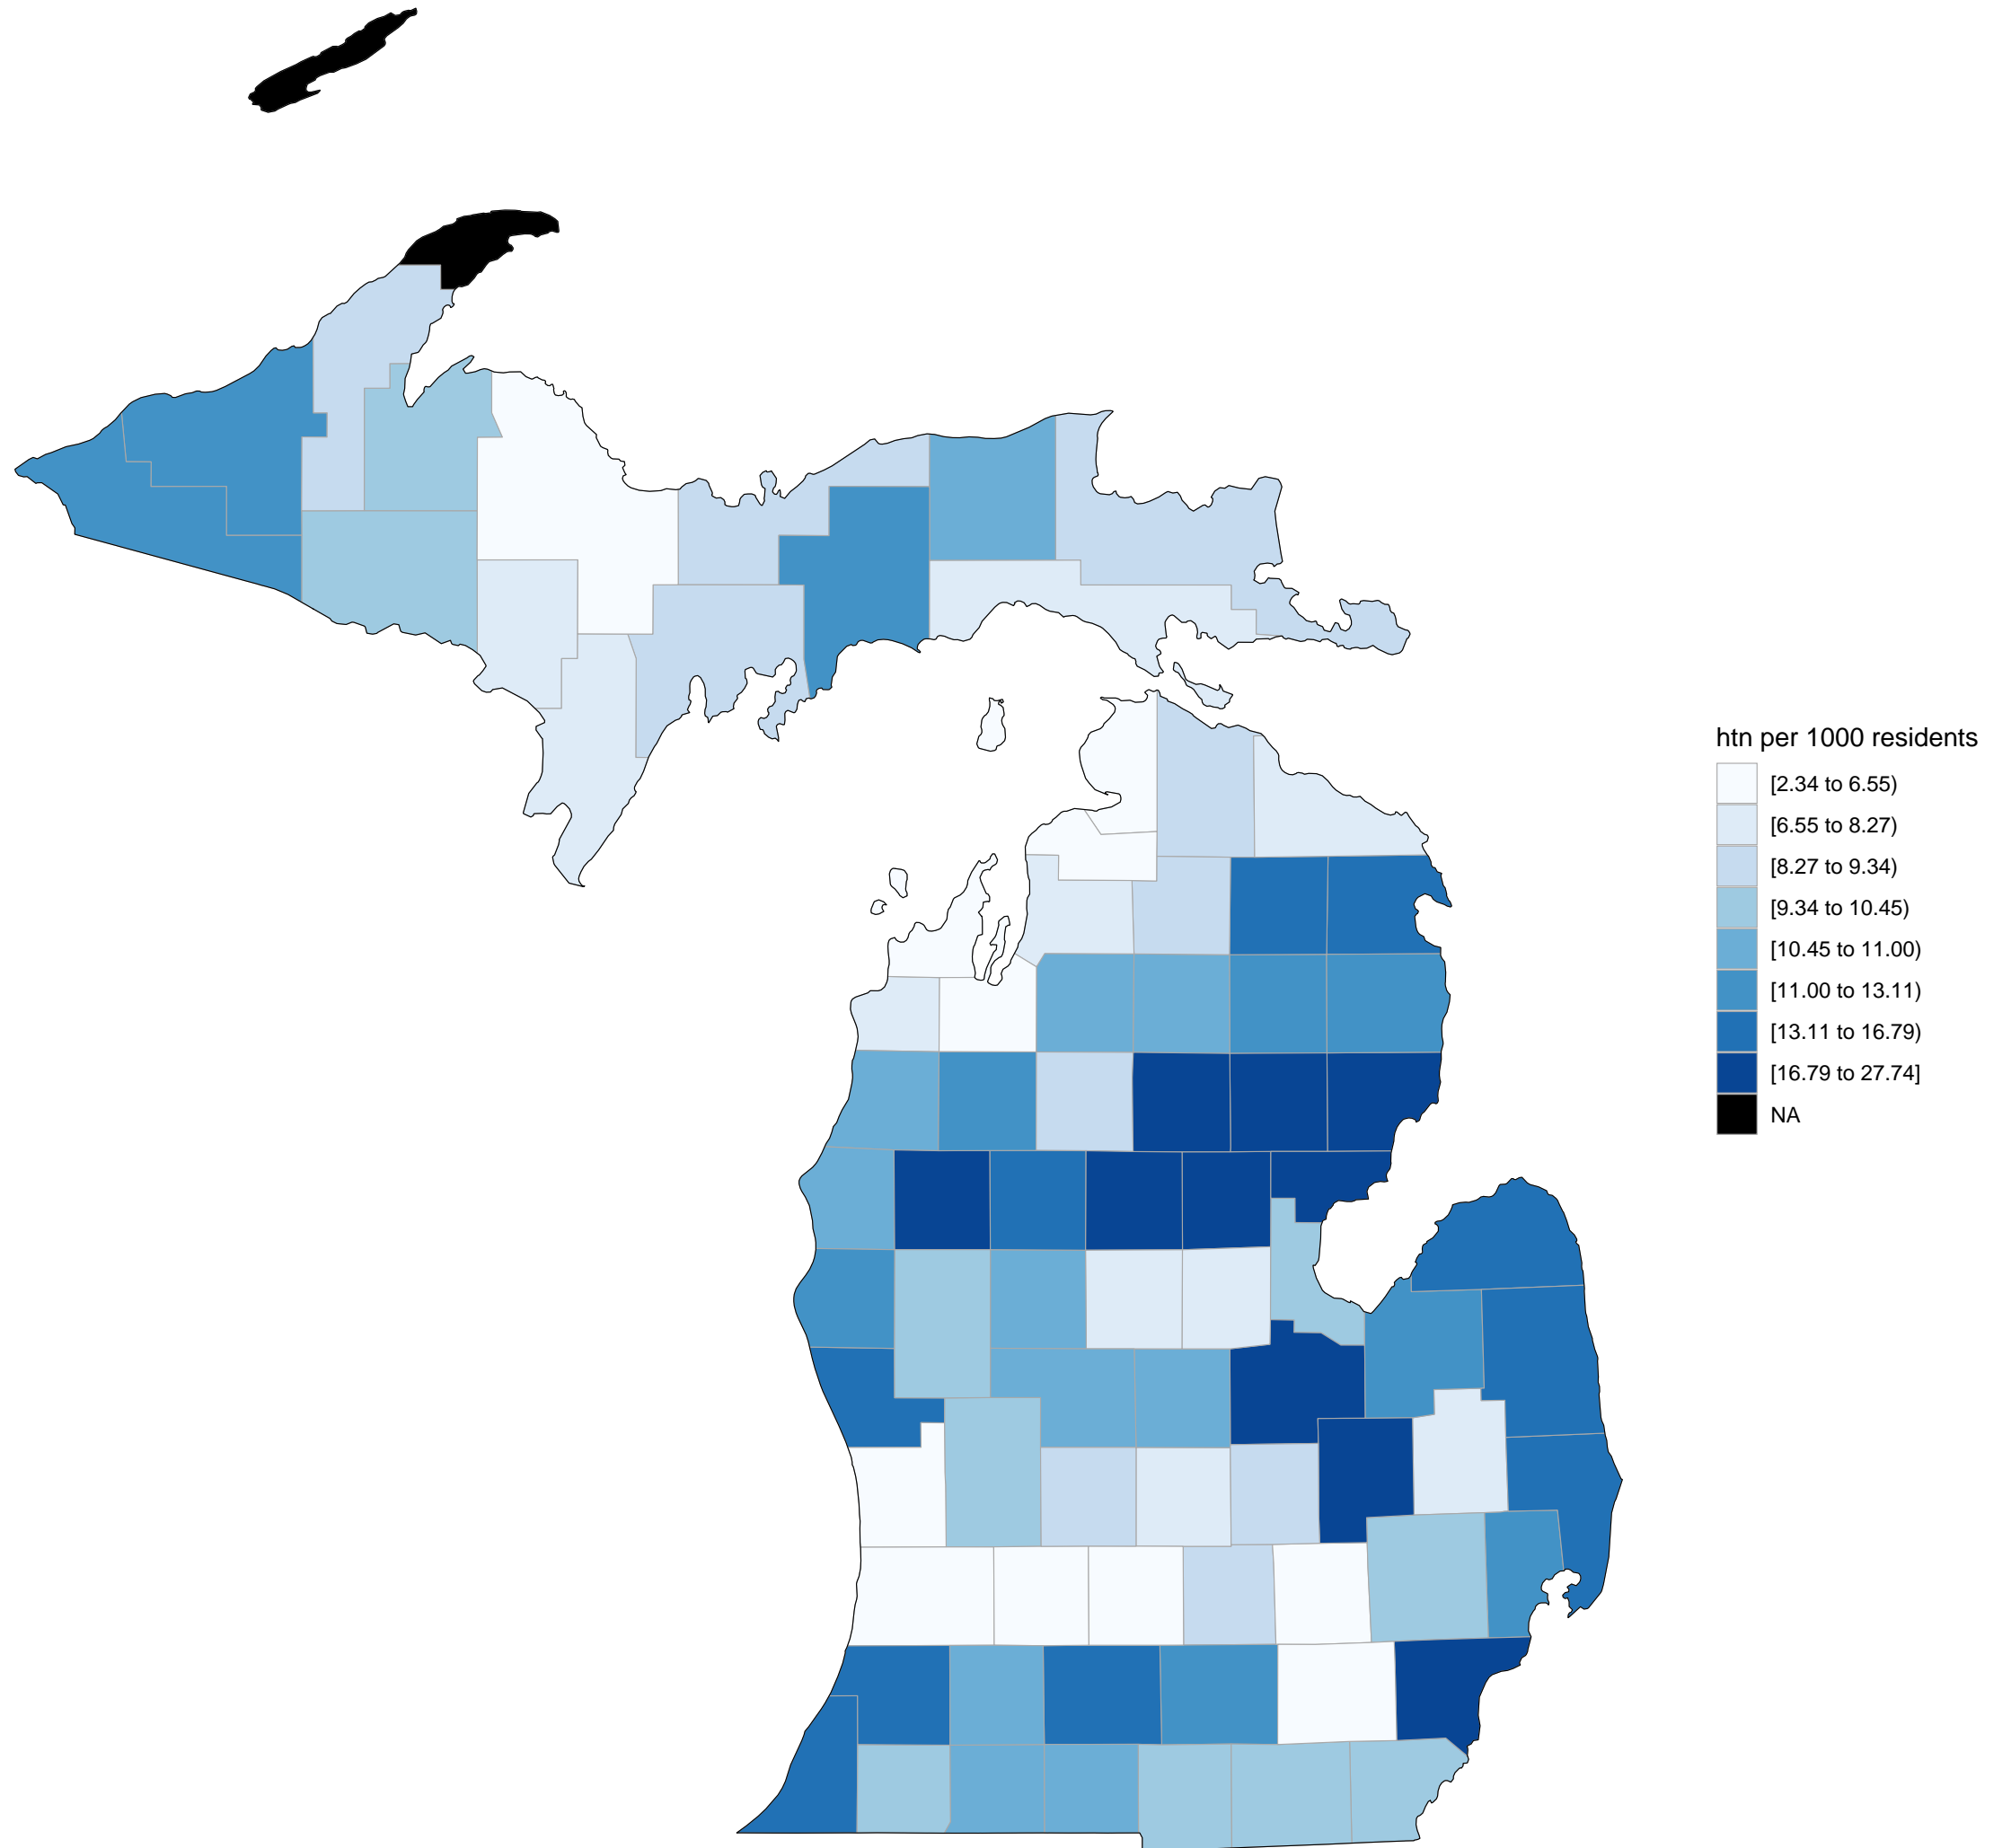 htn per 1000 residents
[2.34 to 6.55)
[6.55 to 8.27)
[8.27 to 9.34)
[9.34 to 10.45)
[10.45 to 11.00)
[11.00 to 13.11)
[13.11 to 16.79)
[16.79 to 27.74]
NA